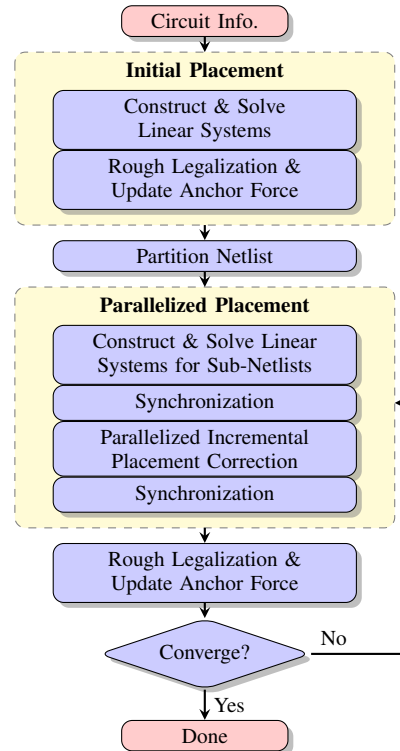 Circuit Info.
Initial Placement
Construct & Solve
Linear Systems
Rough Legalization &
Update Anchor Force
Partition Netlist
Parallelized Placement
Construct & Solve Linear
Systems for Sub-Netlists
Synchronization
Parallelized Incremental
Placement Correction
Synchronization
Rough Legalization &
Update Anchor Force
Converge?
No
Yes
Done